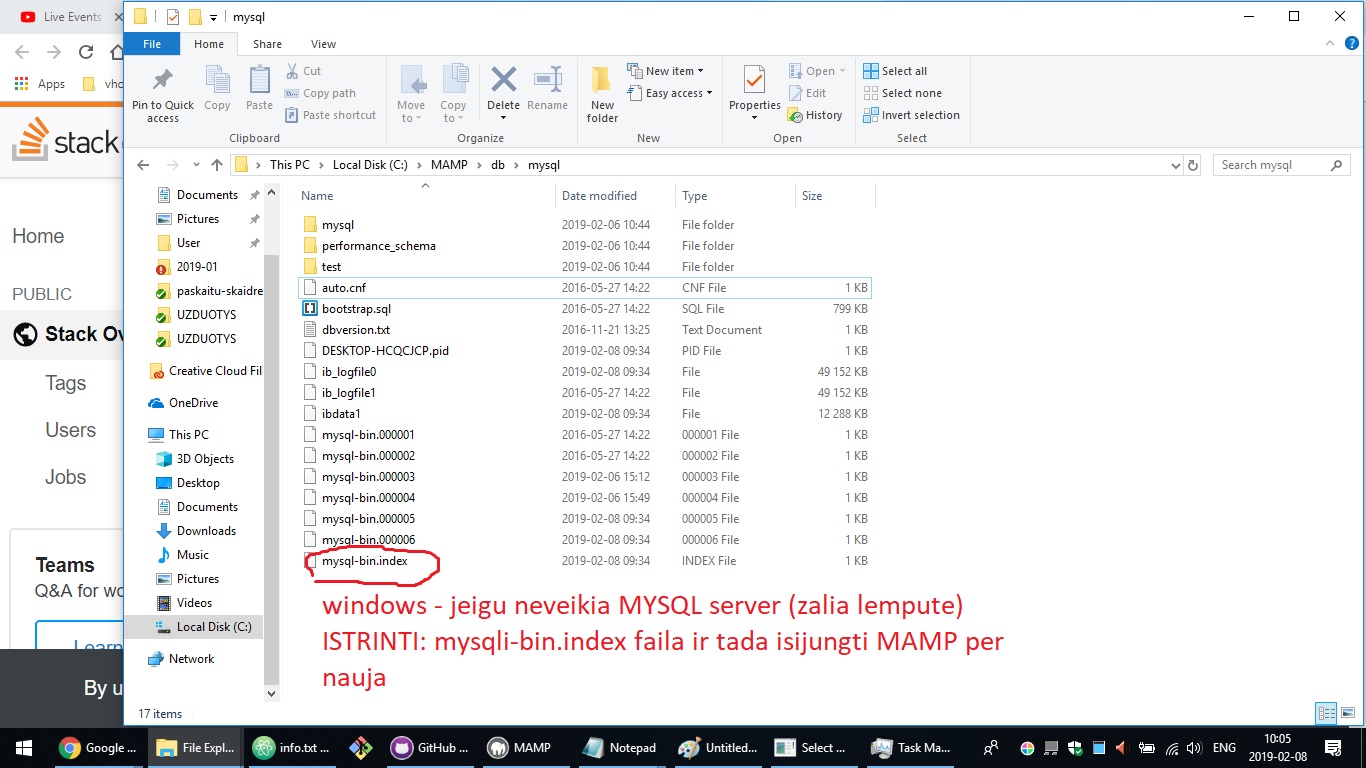 Live Events
mysql
File
Home
Share
View
Pin to Quick access
Copy
Paste
Cut
Copy path
Paste shortcut
Clipboard
Move to
Copy to
Delete
Rename
Organize
New folder
New item
Easy access
New
Properties
Open
Edit
History
Open
Select all
Select none
Invert selection
Select
Apps
This PC > Local Disk (C:) > MAMP > db > mysql
Search mysql
stack
Home
PUBLIC
Stack Ov
Tags
Users
Jobs
Teams
Q&A for wo
Learn
By u
Documents
Pictures
User
2019-01
paskaitu-skaidre
UZDUOTYS
UZDUOTYS
Creative Cloud Fil
OneDrive
This PC
3D Objects
Desktop
Documents
Downloads
Music
Pictures
Videos
Local Disk (C:)
Network
Name Date modified Type Size
mysql 2019-02-06 10:44 File folder
performance_schema 2019-02-06 10:44 File folder
test 2019-02-06 10:44 File folder
auto.cnf 2016-05-27 14:22 CNF File 1 KB
bootstrap.sql 2016-05-27 14:22 SQL File 799 KB
dbversion.txt 2016-11-21 13:25 Text Document 1 KB
DESKTOP-HCQCJCP.pid 2019-02-08 09:34 PID File 1 KB
ib_logfile0 2019-02-08 09:34 File 49 152 KB
ib_logfile1 2016-05-27 14:22 File 49 152 KB
ibdata1 2019-02-08 09:34 File 12 288 KB
mysql-bin.000001 2016-05-27 14:22 000001 File 1 KB
mysql-bin.000002 2016-05-27 14:22 000002 File 1 KB
mysql-bin.000003 2019-02-06 15:12 000003 File 1 KB
mysql-bin.000004 2019-02-06 15:49 000004 File 1 KB
mysql-bin.000005 2019-02-08 09:34 000005 File 1 KB
mysql-bin.000006 2019-02-08 09:34 000006 File 1 KB
mysql-bin.index 2019-02-08 09:34 INDEX File 1 KB
windows - jeigu neveikia MYSQL server (zalia lempute)
ISTRINTI: mysqli-bin.index faila ir tada isijungti MAMP per
nauja
17 items
Google ...
File Expl...
info.txt ...
GitHub ...
MAMP
Notepad
Untitled...
Select ...
Task Ma...
ENG
10:05
2019-02-08